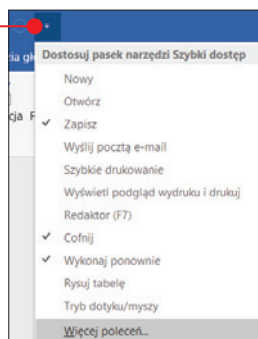 Dostosuj pasek narzędzi Szybki dostęp
Nowy
Otwórz
Zapisz
Wyślij pocztą e-mail
Szybkie drukowanie
Wyświetl podgląd wydruku i drukuj
Redaktor (F7)
Cofnij
Wykonaj ponownie
Rysuj tabelę
Tryb dotyku/myszy
Więcej poleceń...